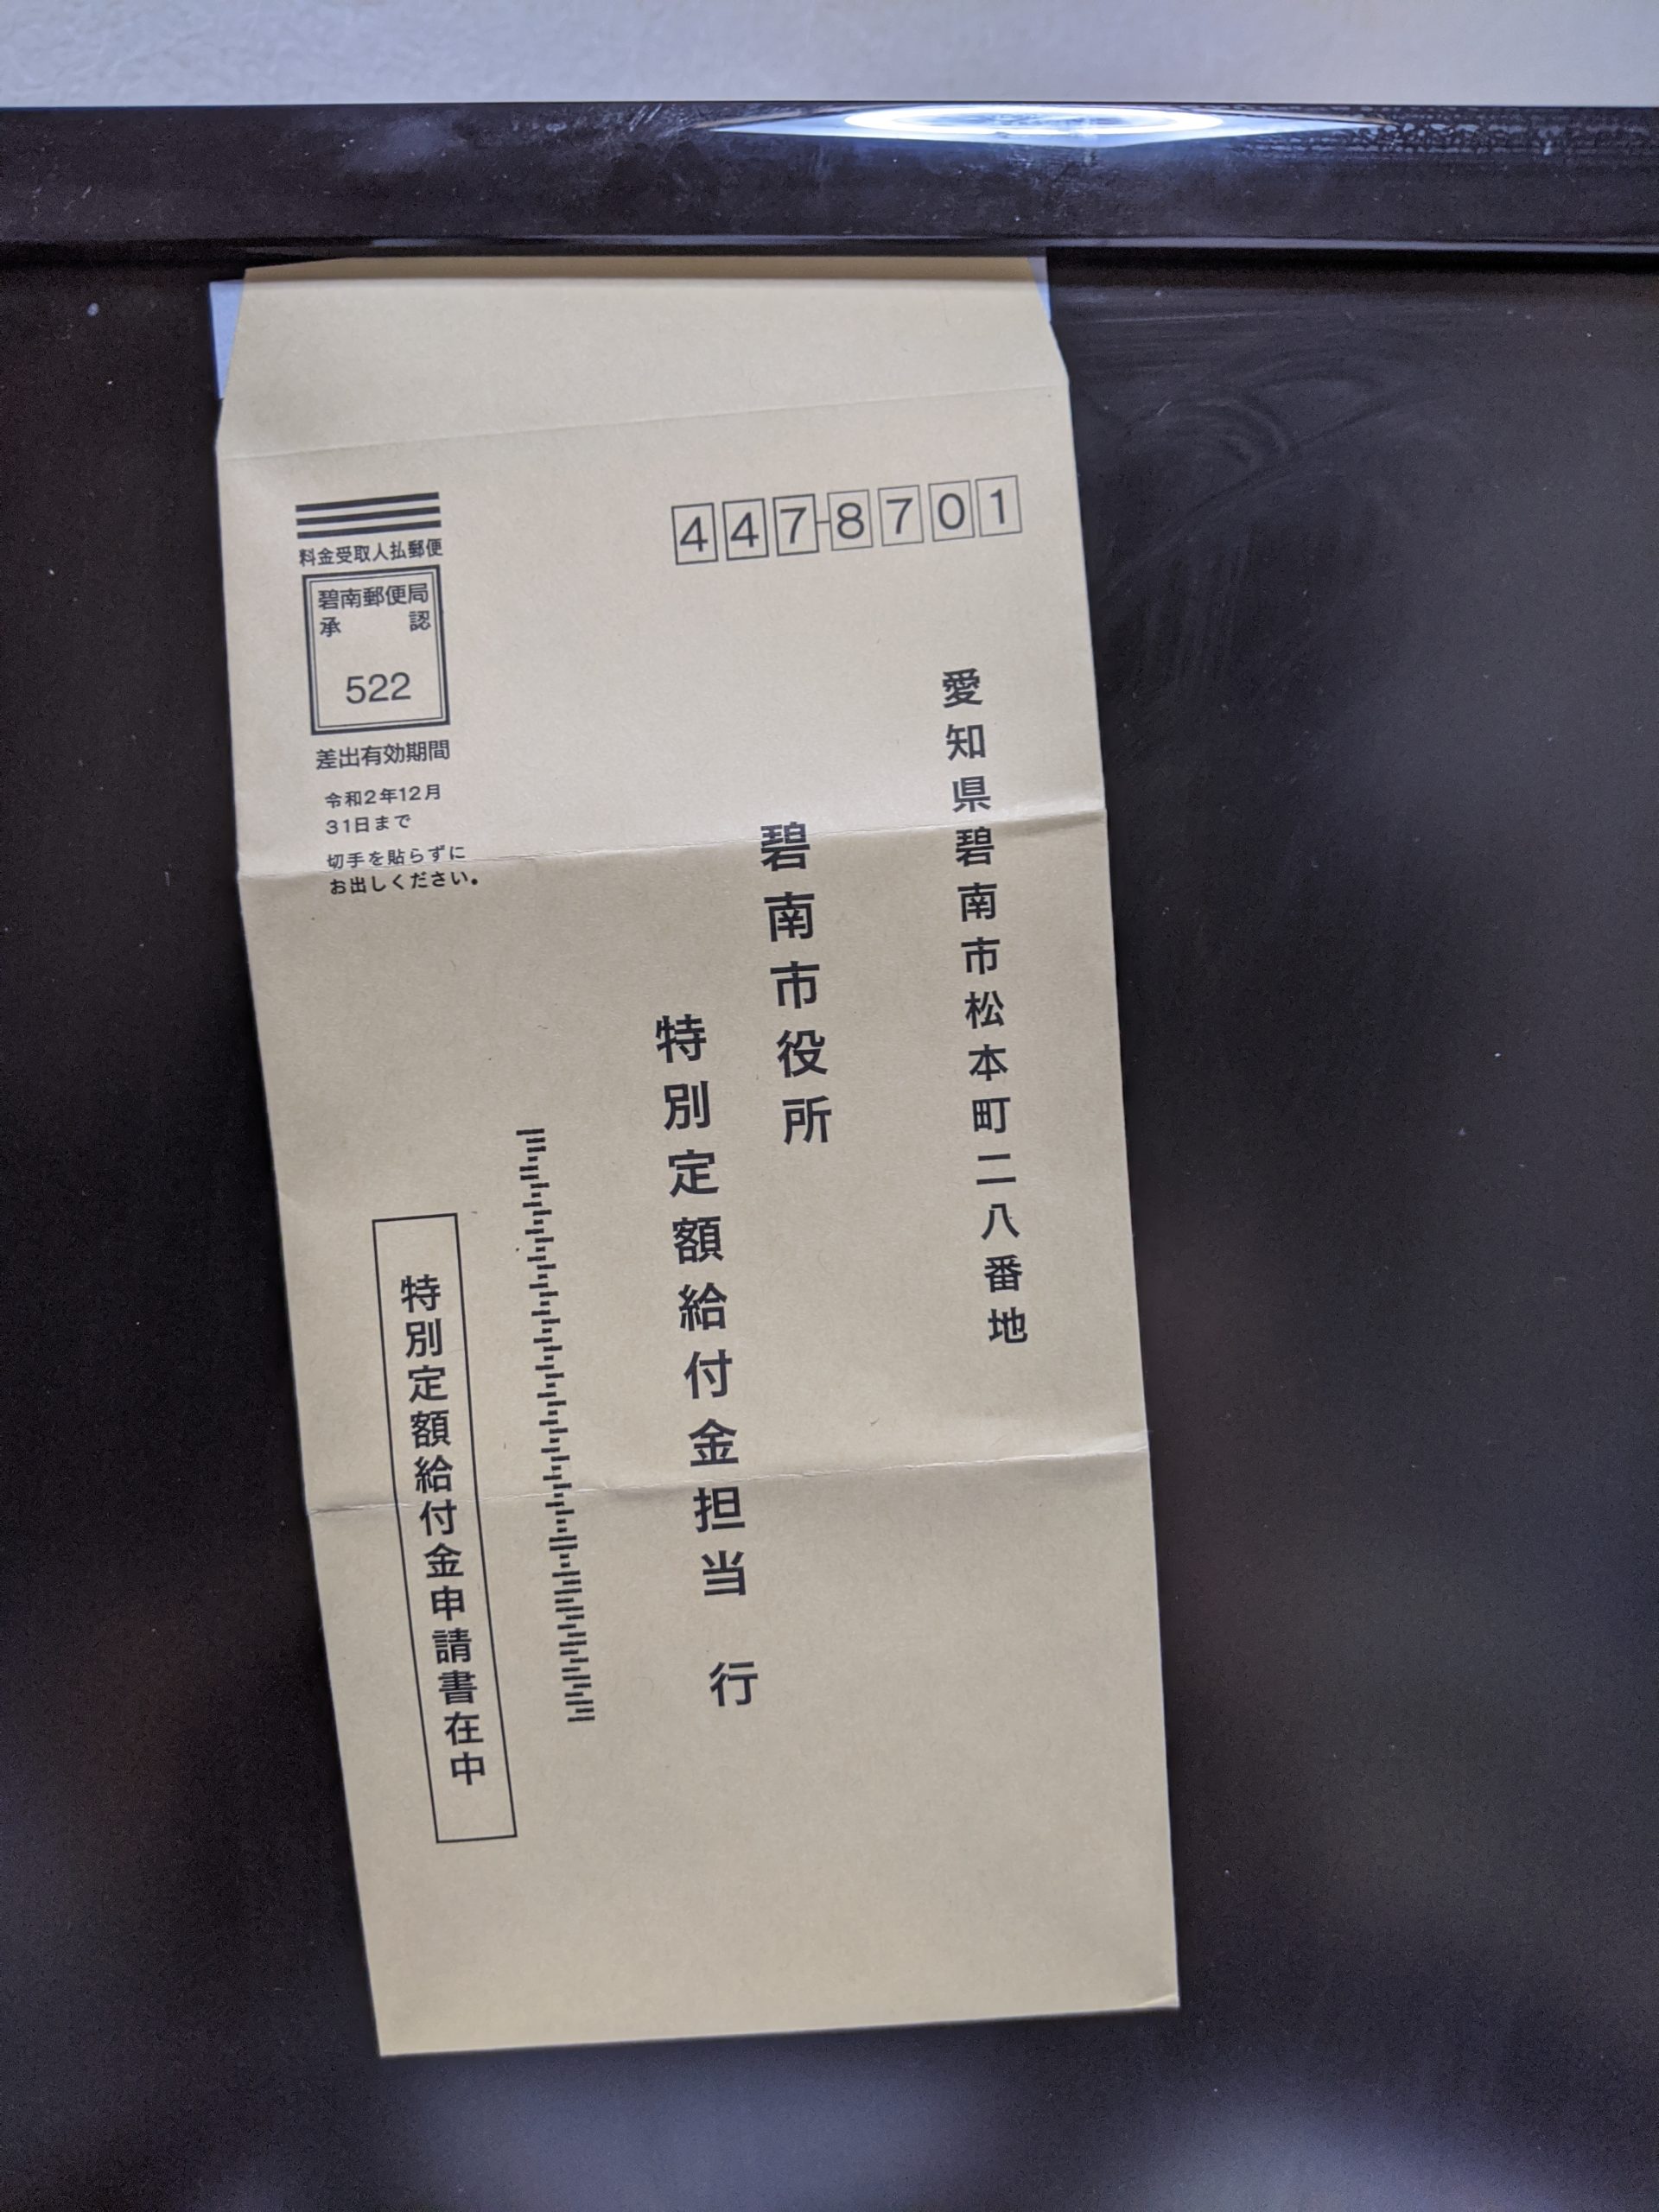 447-8701
愛知県碧南市松本町二八番地
碧南市役所
特別定額給付金担当 行
料金受取人払郵便
碧南郵便局
承 認
522
差出有効期間
令和2年12月
31日まで
切手を貼らずに
お出しください。
特別定額給付金申請書在中